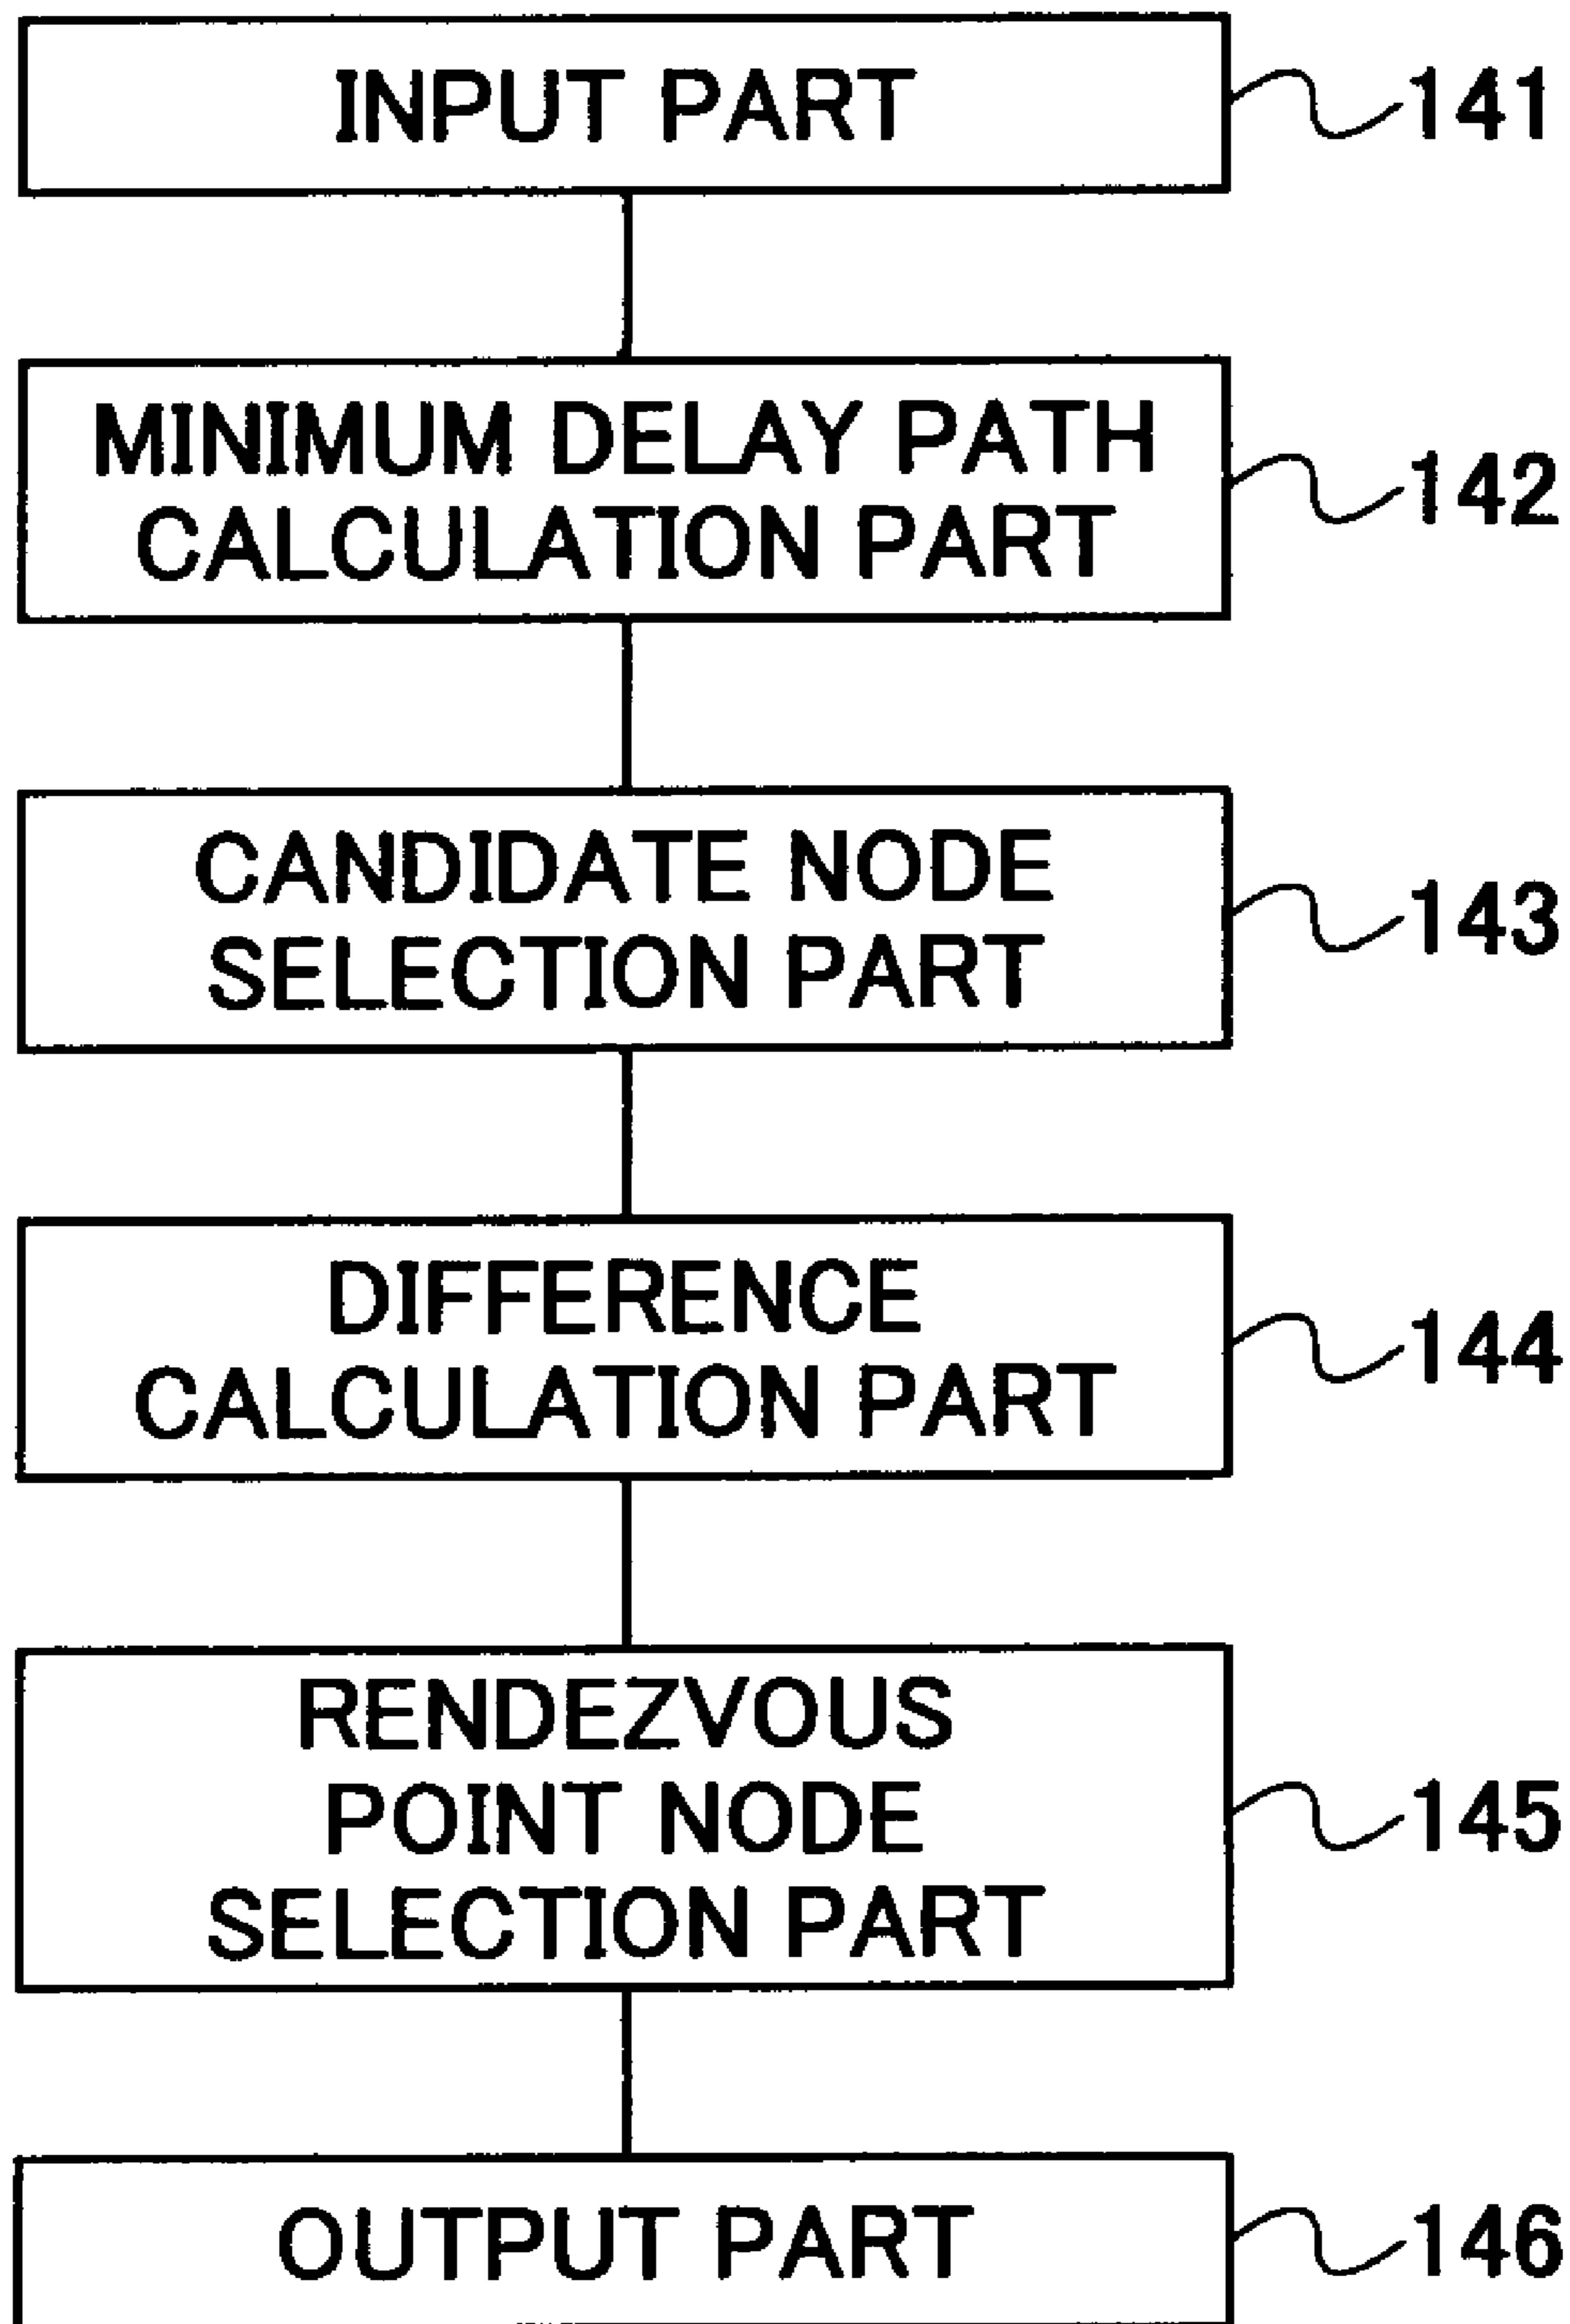 INPUT PART
141
MINIMUM DELAY PATH
CALCULATION PART
142
CANDIDATE NODE
SELECTION PART
143
DIFFERENCE
CALCULATION PART
144
RENDEZVOUS
POINT NODE
SELECTION PART
145
OUTPUT PART
146